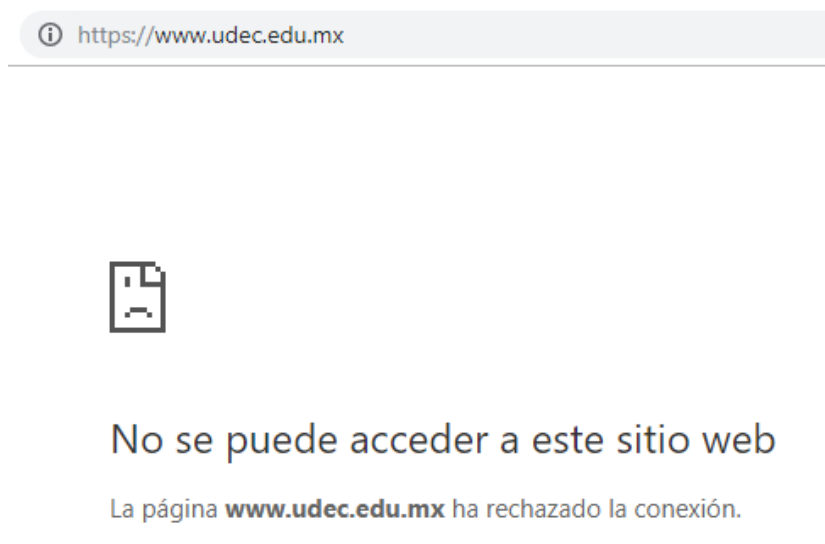 https://www.udec.edu.mx
No se puede acceder a este sitio web
La página www.udec.edu.mx ha rechazado la conexión.